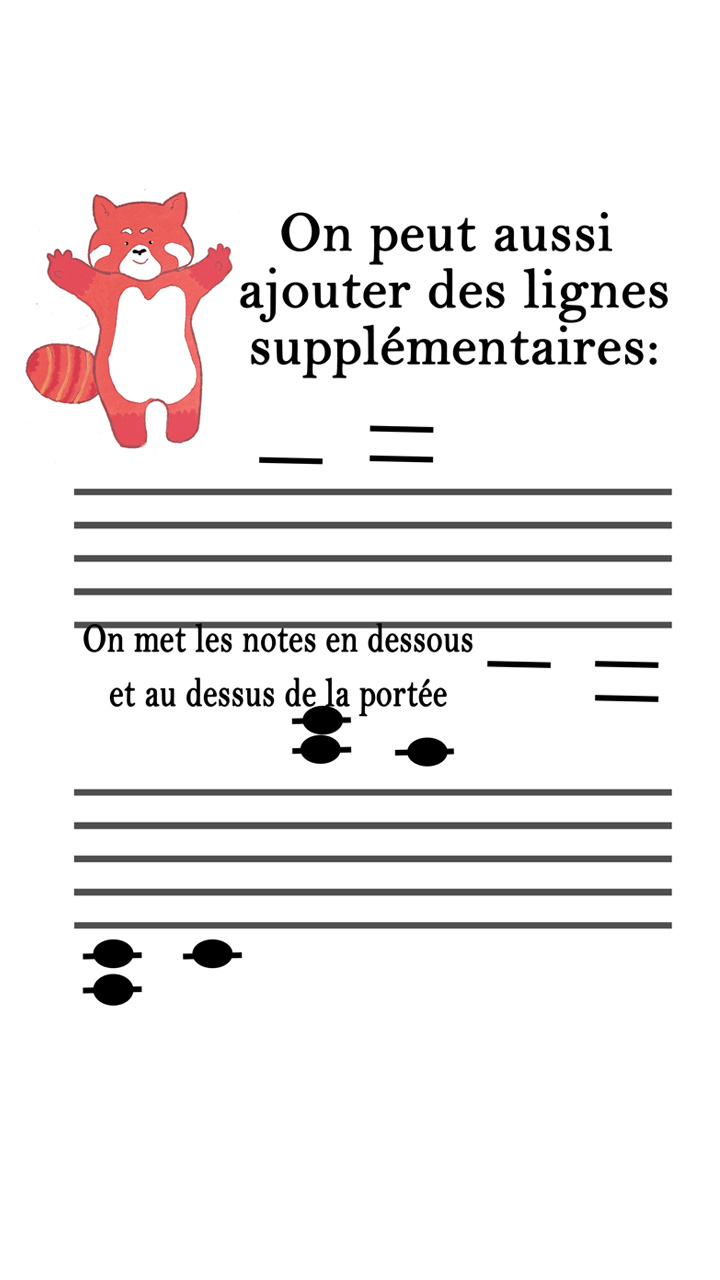 On peut aussi
ajouter des lignes
supplémentaires:
On met les notes en dessous
et au dessus de la portée